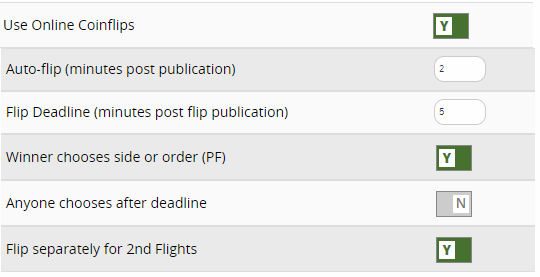 Use Online Coinflips Y
Auto-flip (minutes post publication) 2
Flip Deadline (minutes post flip publication) 5
Winner chooses side or order (PF) Y
Anyone chooses after deadline N
Flip separately for 2nd Flights Y